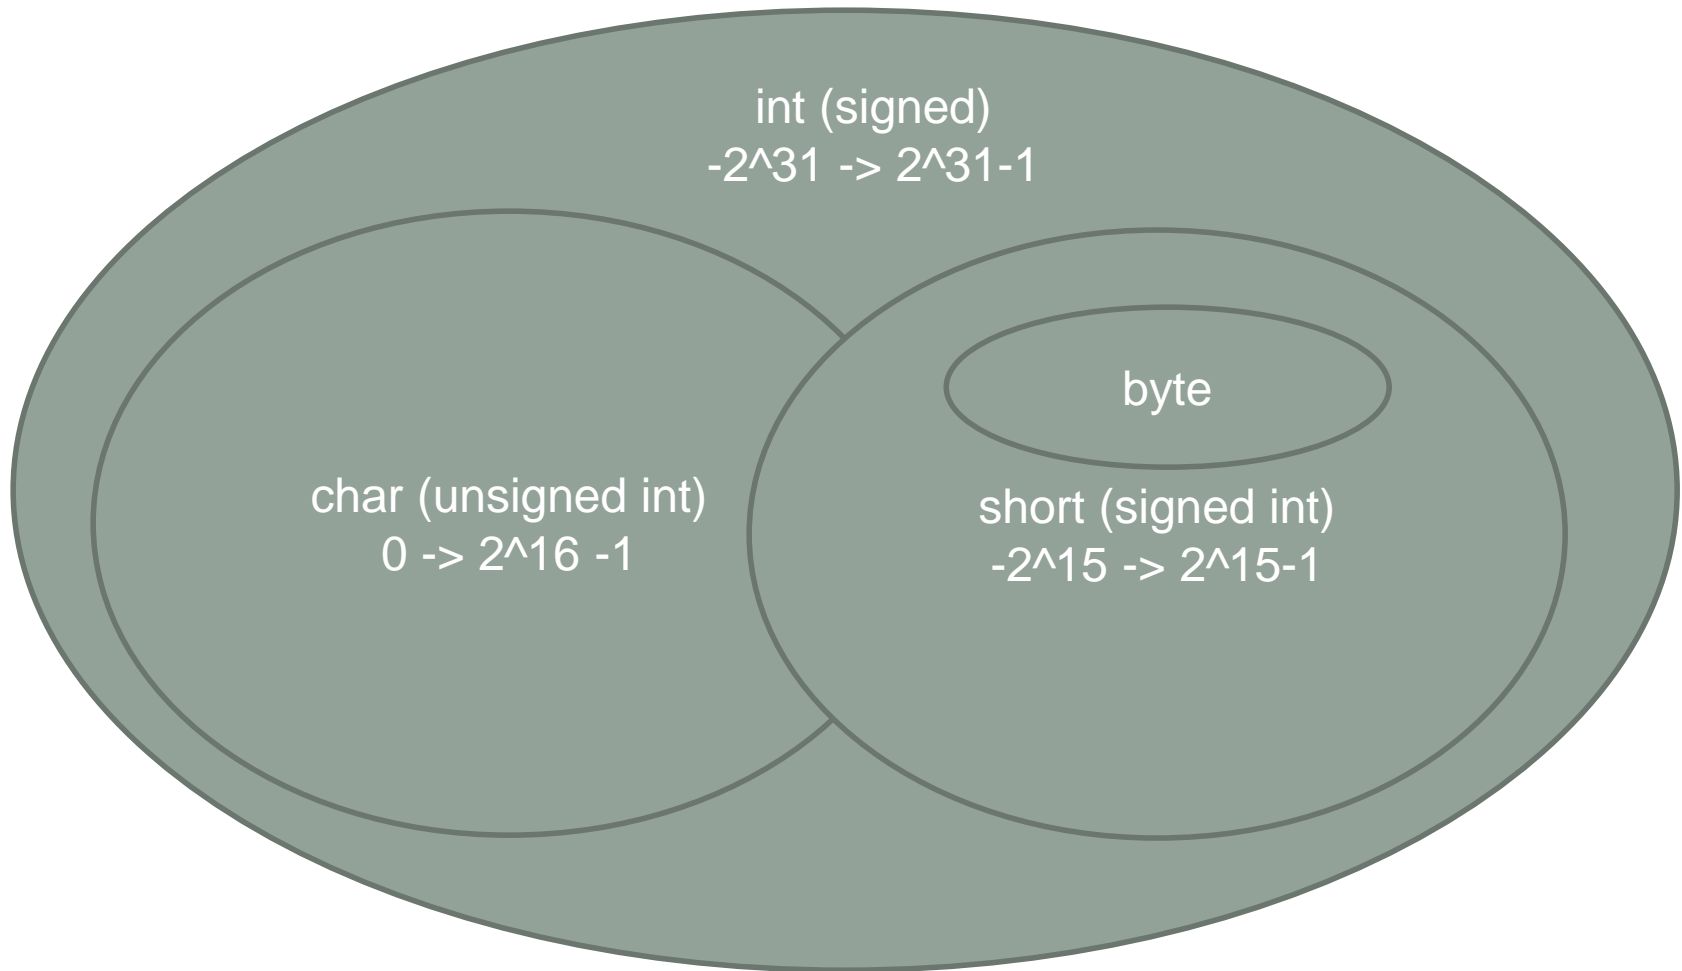 int (signed)
-2^31 -> 2^31-1
byte
char (unsigned int)
0 -> 2^16 -1
short (signed int)
-2^15 -> 2^15-1